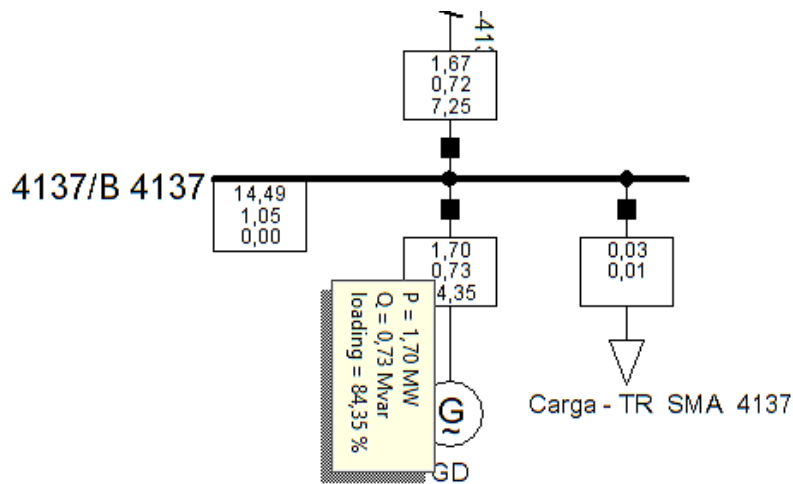 1,67
0,72
7,25
4137/B 4137
14,49
1,05
0,00
1,70
0,73
4,35
0,03
0,01
P = 1,70 MW
Q = 0,73 Mvar
loading = 84,35 %
G
~
GD
Carga - TR SMA 4137